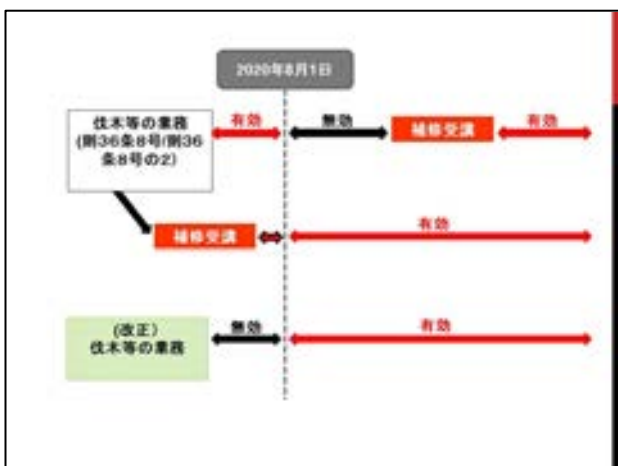 2020年8月1日
伐木等の業務
(則36条8号/則36
条8号の2)
有効
無効
補修受講
有効
補修受講
有効
(改正)
伐木等の業務
無効
有効